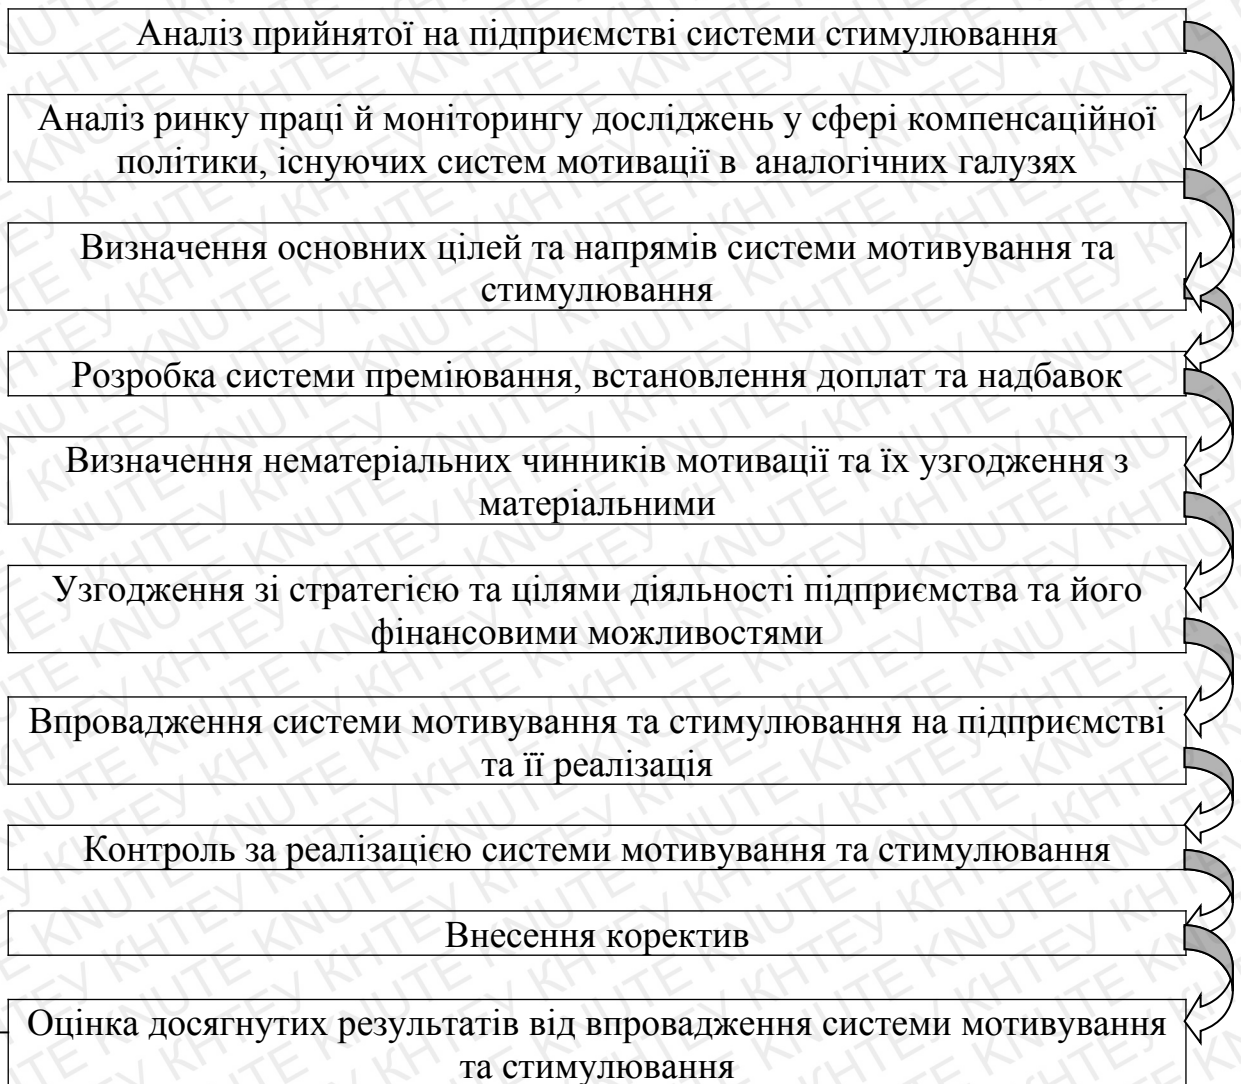 Аналіз прийнятої на підприємстві системи стимулювання
Аналіз ринку праці й моніторингу досліджень у сфері компенсаційної
політики, існуючих систем мотивації в аналогічних галузях
Визначення основних цілей та напрямів системи мотивування та
стимулювання
Розробка системи преміювання, встановлення доплат та надбавок
Визначення нематеріальних чинників мотивації та їх узгодження з
матеріальними
Узгодження зі стратегією та цілями діяльності підприємства та його
фінансовими можливостями
Впровадження системи мотивування та стимулювання на підприємстві
та її реалізація
Контроль за реалізацією системи мотивування та стимулювання
Внесення коректив
Оцінка досягнутих результатів від впровадження системи мотивування
та стимулювання